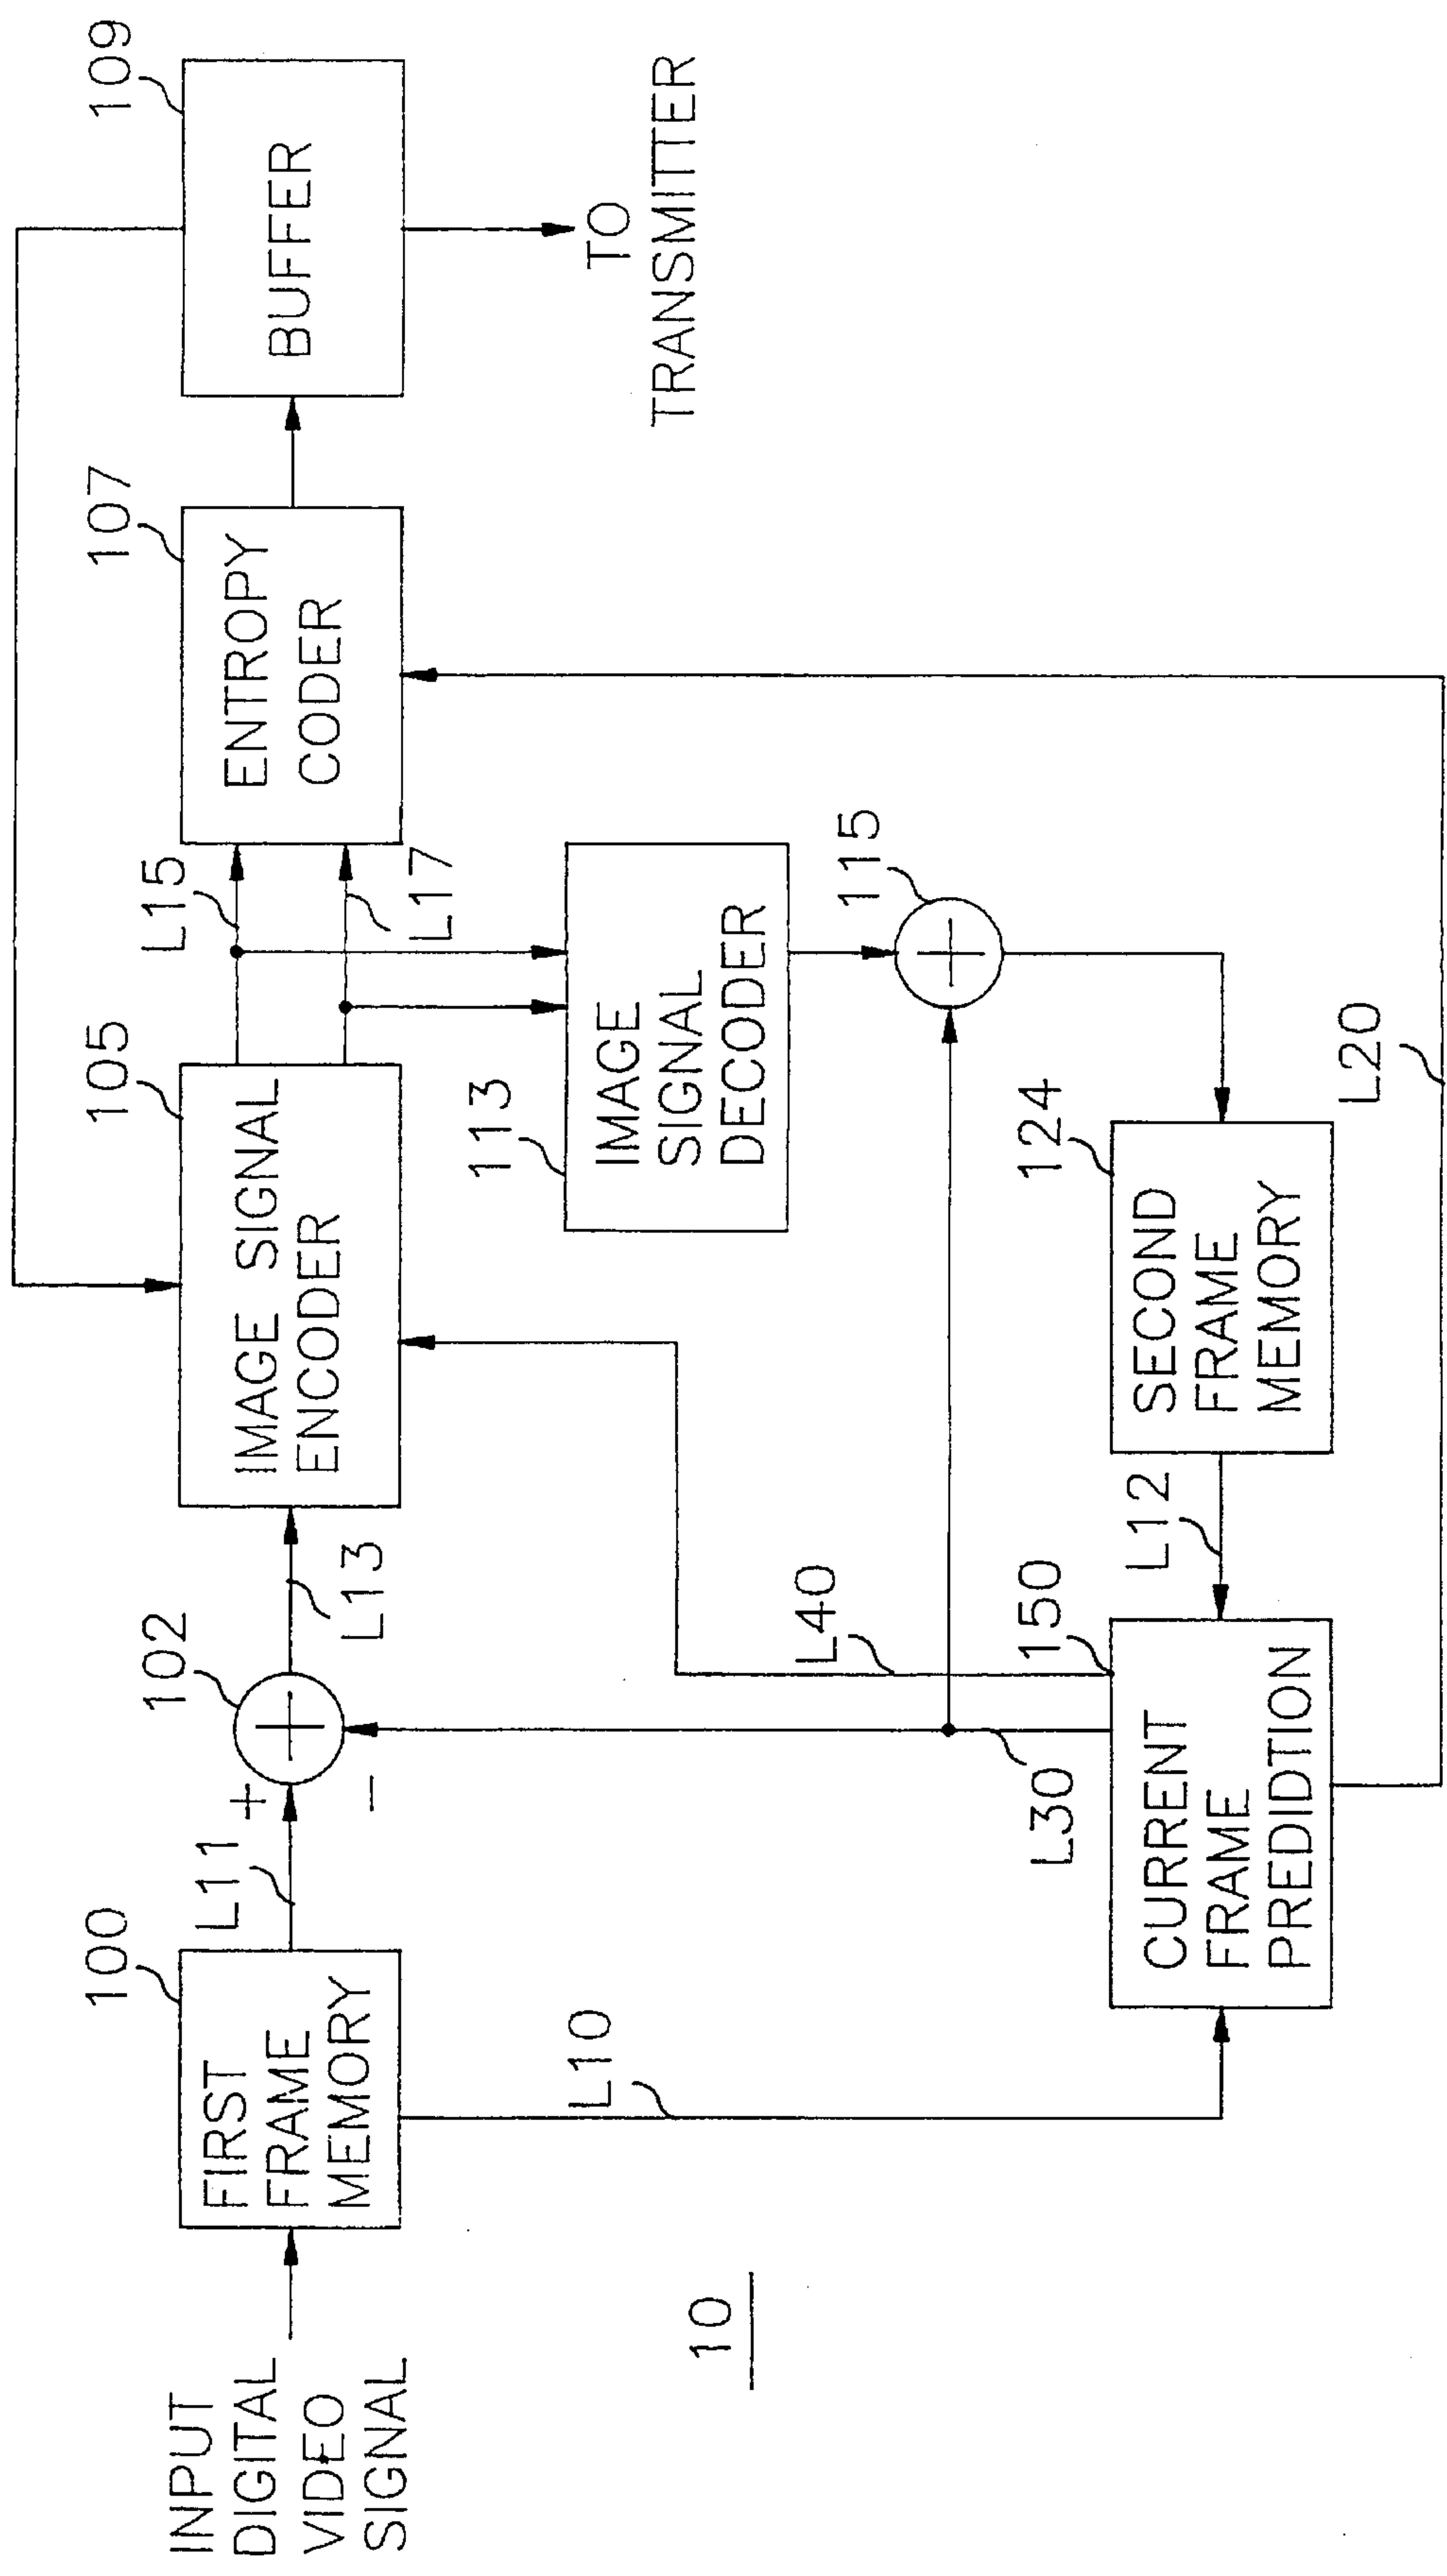 INPUT
DIGITAL
VIDEO
SIGNAL
100
FIRST
FRAME
MEMORY
L11
+
-
102
L13
105
IMAGE SIGNAL
ENCODER
L15
L17
107
ENTROPY
CODER
109
BUFFER
TO
TRANSMITTER
113
IMAGE
SIGNAL
DECODER
115
L10
L40
L30
150
CURRENT
FRAME
PREDIDTION
L12
124
SECOND
FRAME
MEMORY
L20
10